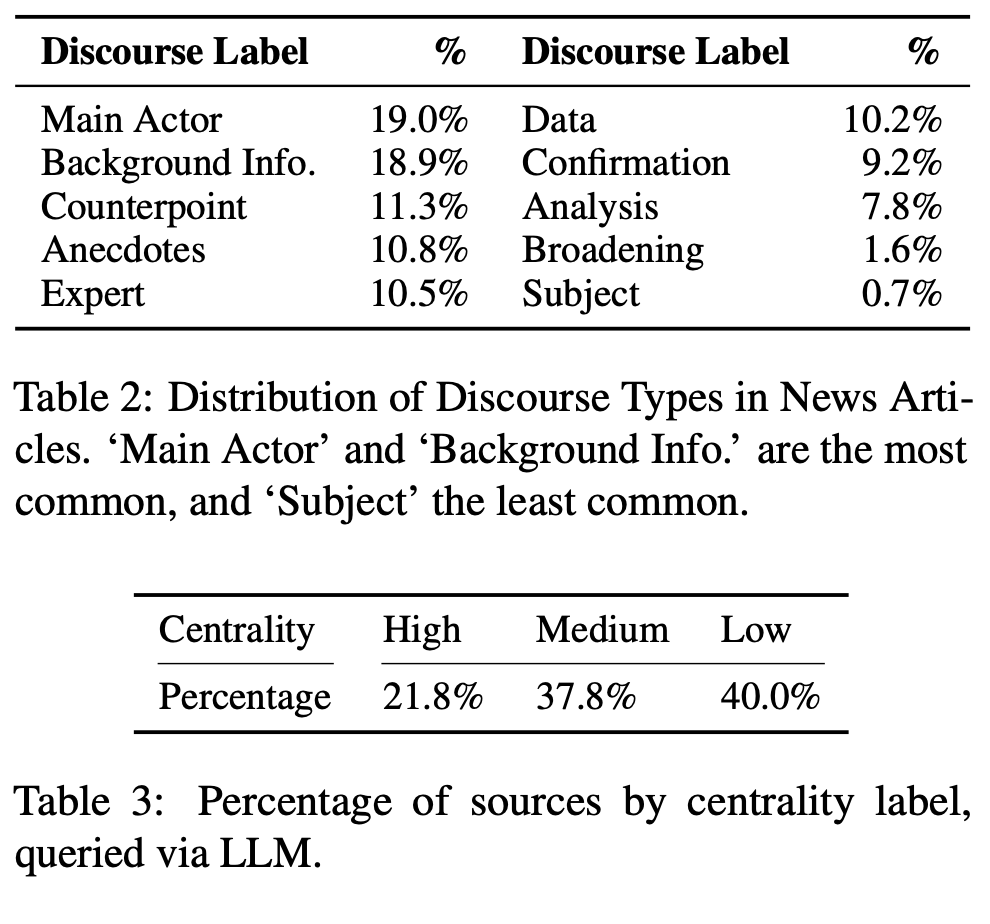 Discourse Label % Discourse Label %
Main Actor 19.0% Data 10.2%
Background Info. 18.9% Confirmation 9.2%
Counterpoint 11.3% Analysis 7.8%
Anecdotes 10.8% Broadening 1.6%
Expert 10.5% Subject 0.7%
Table 2: Distribution of Discourse Types in News Arti-
cles. ‘Main Actor’ and ‘Background Info.’ are the most
common, and ‘Subject’ the least common.
Centrality High Medium Low
Percentage 21.8% 37.8% 40.0%
Table 3: Percentage of sources by centrality label,
queried via LLM.